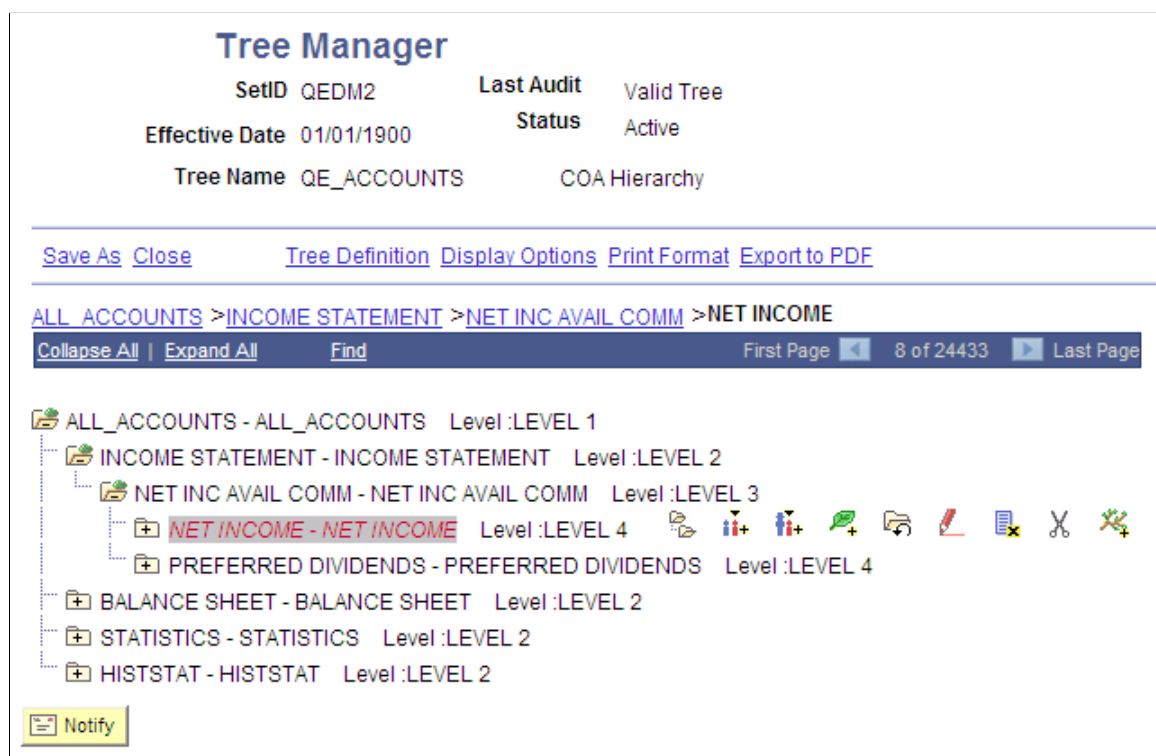 Tree Manager
SetID QEDM2 Last Audit Valid Tree
Effective Date 01/01/1900 Status Active
Tree Name QE_ACCOUNTS COA Hierarchy
Save As Close Tree Definition Display Options Print Format Export to PDF
ALL_ACCOUNTS >INCOME STATEMENT >NET INC AVAIL COMM >NET INCOME
Collapse All | Expand All Find First Page 8 of 24433 Last Page
ALL_ACCOUNTS - ALL_ACCOUNTS Level :LEVEL 1
INCOME STATEMENT - INCOME STATEMENT Level :LEVEL 2
NET INC AVAIL COMM - NET INC AVAIL COMM Level :LEVEL 3
NET INCOME - NET INCOME Level :LEVEL 4
PREFERRED DIVIDENDS - PREFERRED DIVIDENDS Level :LEVEL 4
BALANCE SHEET - BALANCE SHEET Level :LEVEL 2
STATISTICS - STATISTICS Level :LEVEL 2
HISTSTAT - HISTSTAT Level :LEVEL 2
Notify